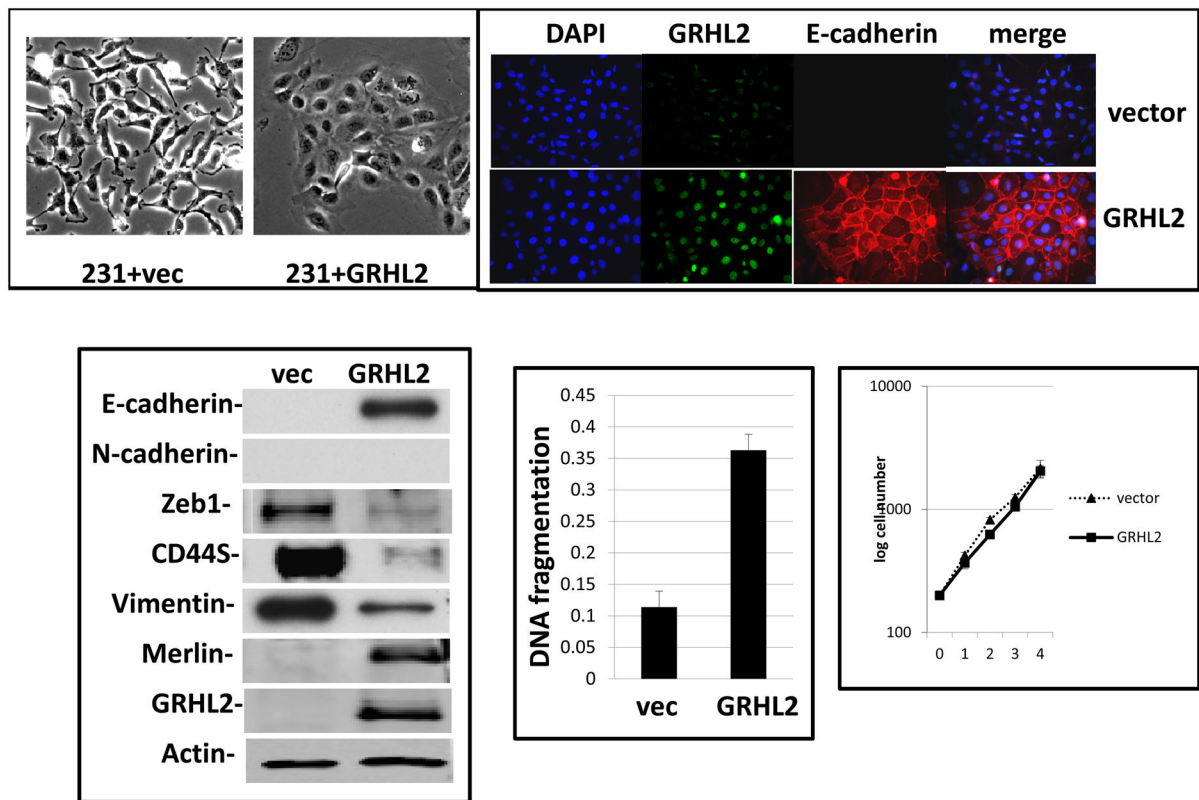 DAPI GRHL2 E-cadherin merge
vector
GRHL2
231+vec 231+GRHL2
vec GRHL2
E-cadherin-
N-cadherin-
Zeb1-
CD44S-
Vimentin-
Merlin-
GRHL2-
Actin-
DNA fragmentation
0.45
0.4
0.35
0.3
0.25
0.2
0.15
0.1
0.05
0
vec GRHL2
log cell number
10000
1000
100
0 1 2 3 4
vector
GRHL2